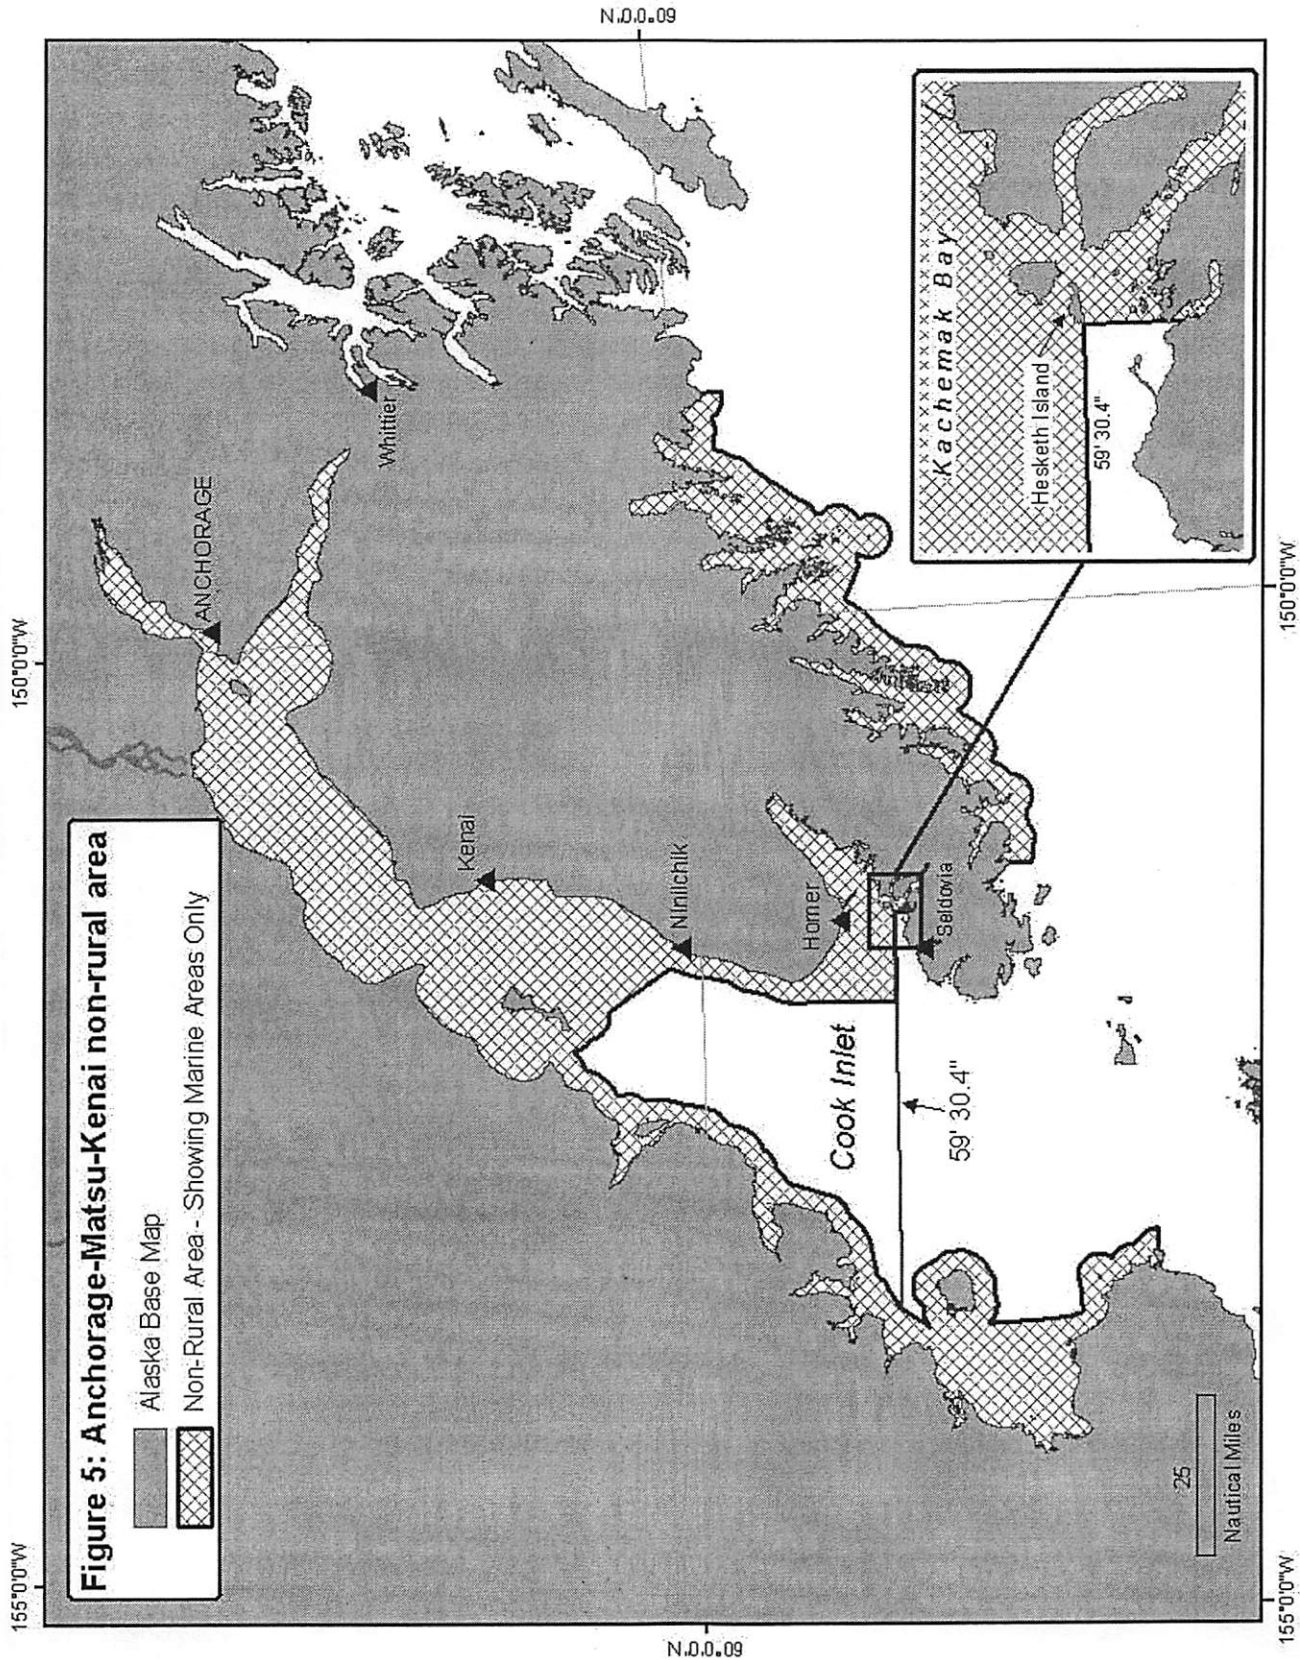 Figure 5: Anchorage-Matsu-Kenai non-rural area
Alaska Base Map
Non-Rural Area - Showing Marine Areas Only
155°0'0"W
150°0'0"W
60°0'0"N
60°0'0"N
155°0'0"W
150°0'0"W
ANCHORAGE
Whittier
Kenai
Ninilchik
Homer
Seldovia
Cook Inlet
59' 30.4"
25
Nautical Miles
Kachemak Bay
Hesketh Island
59' 30.4"